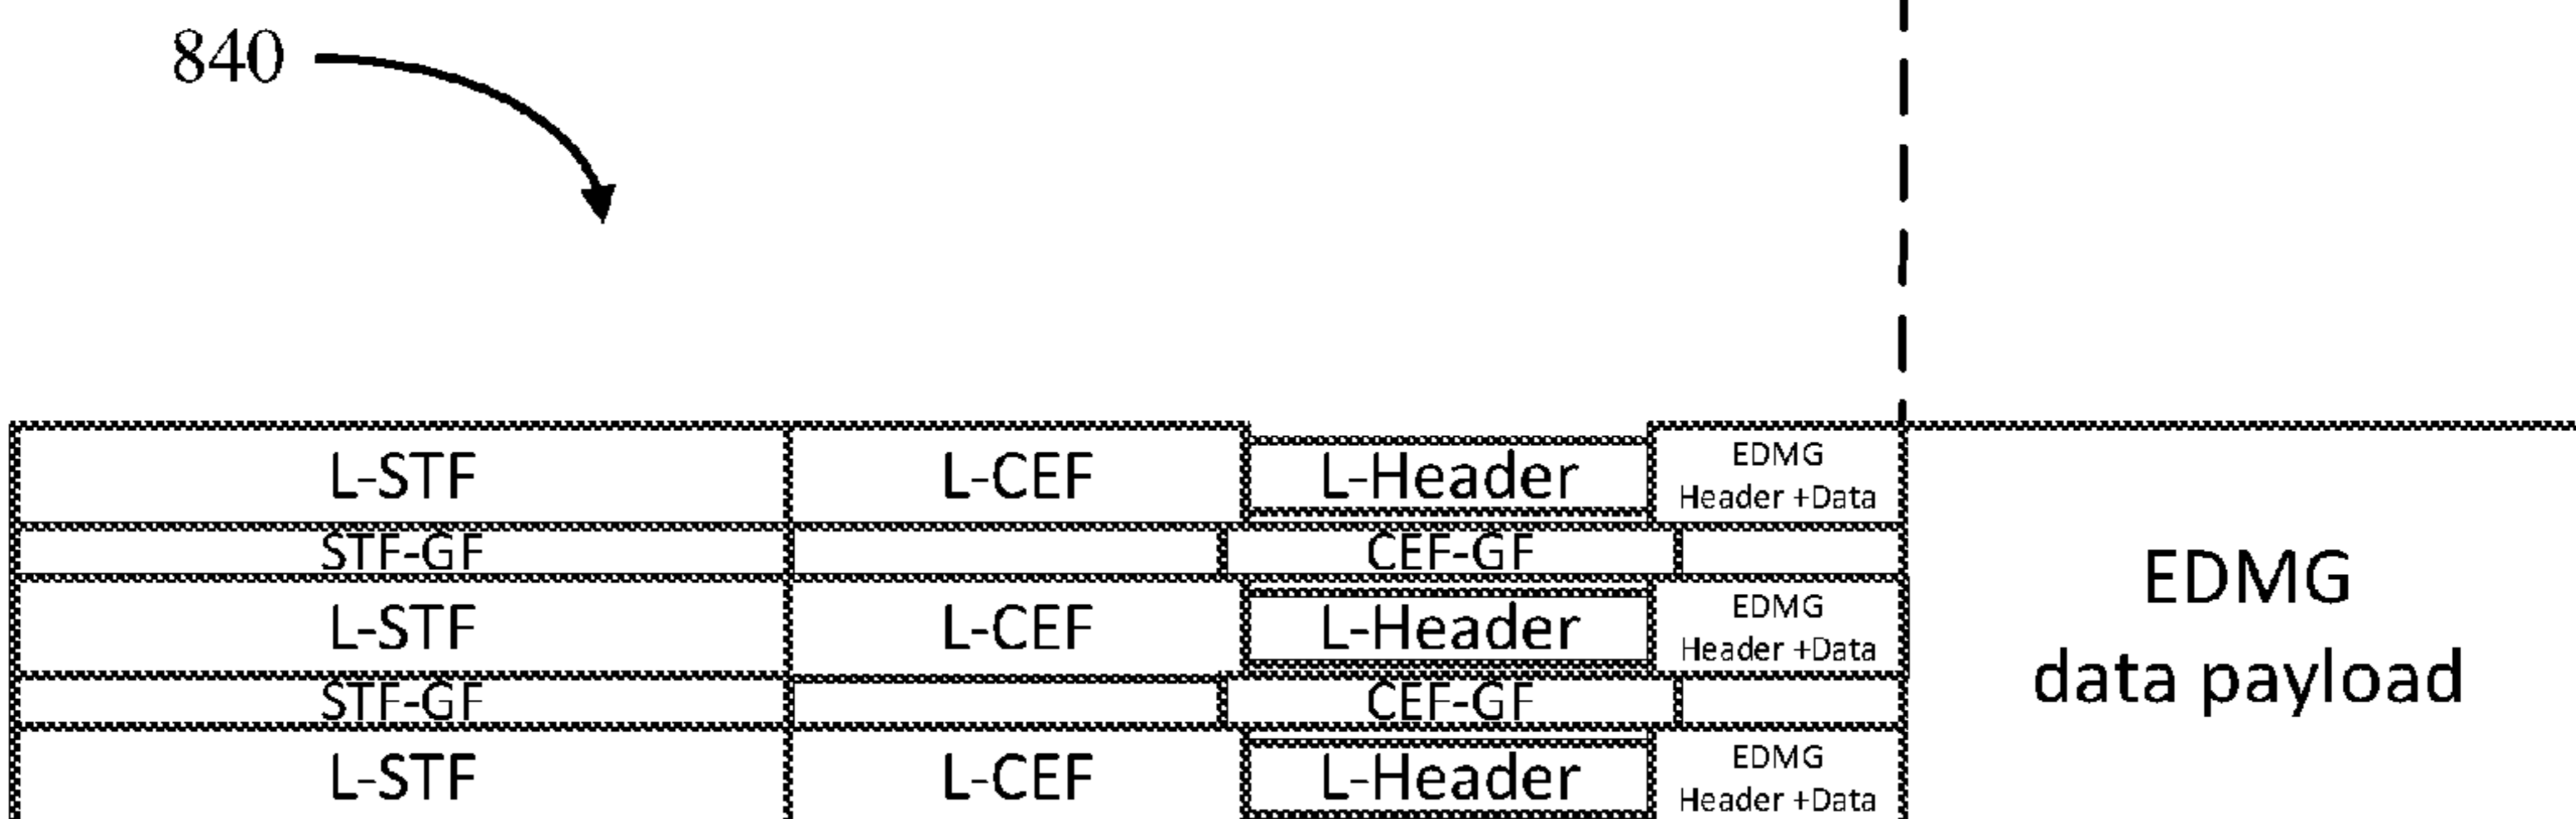 840
L-STF L-CEF L-Header EDMG
Header +Data
STF-GF CEF-GF
L-STF L-CEF L-Header EDMG
Header +Data
STF-GF CEF-GF
L-STF L-CEF L-Header EDMG
Header +Data
EDMG
data payload